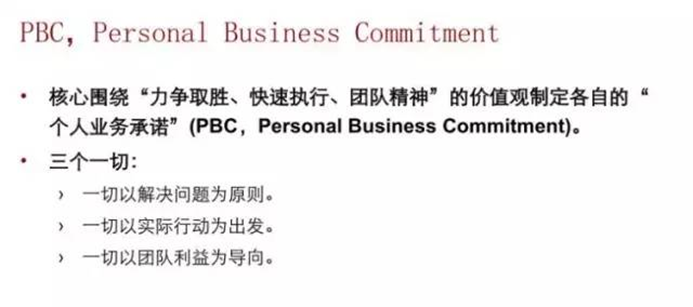 PBC，Personal Business Commitment
• 核心围绕“力争取胜、快速执行、团队精神”的价值观制定各自的“
个人业务承诺”(PBC，Personal Business Commitment)。
• 三个一切：
› 一切以解决问题为原则。
› 一切以实际行动为出发。
› 一切以团队利益为导向。